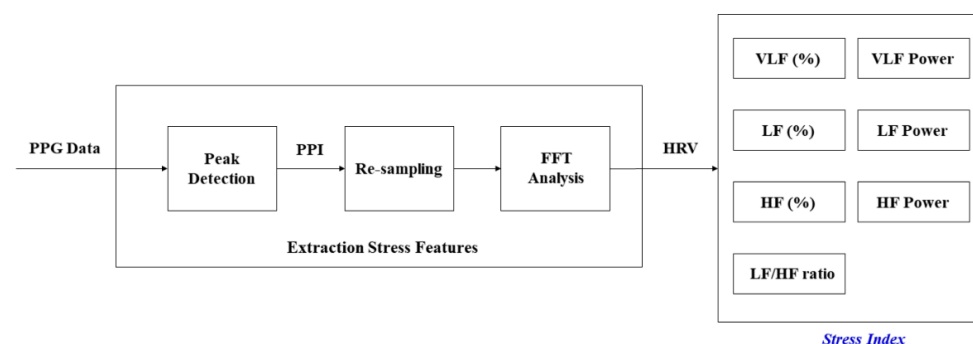 PPG Data
Peak
Detection
PPI
Re-sampling
FFT
Analysis
Extraction Stress Features
HRV
VLF (%)
VLF Power
LF (%)
LF Power
HF (%)
HF Power
LF/HF ratio
Stress Index